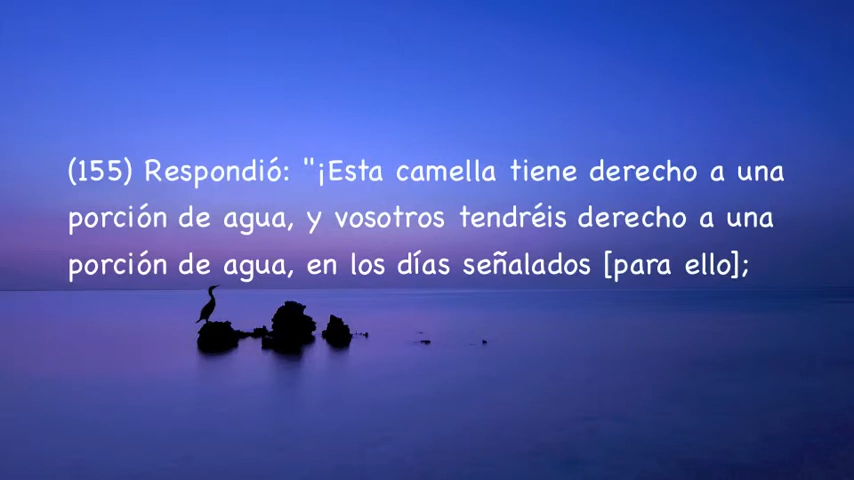 (155) Respondió: "¡Esta camella tiene derecho a una
porción de agua, y vosotros tendréis derecho a una
porción de agua, en los días señalados [para ello];